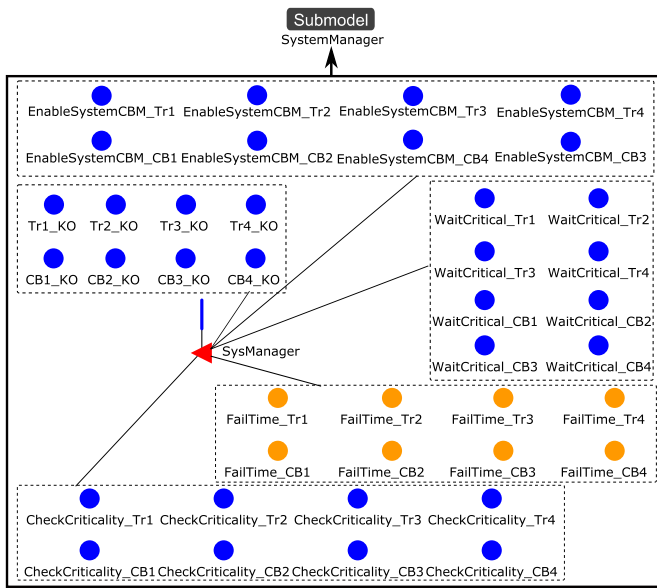 Submodel
SystemManager
EnableSystemCBM_Tr1 EnableSystemCBM_Tr2 EnableSystemCBM_Tr3 EnableSystemCBM_Tr4
EnableSystemCBM_CB1 EnableSystemCBM_CB2 EnableSystemCBM_CB4 EnableSystemCBM_CB3
Tr1_KO Tr2_KO Tr3_KO Tr4_KO
CB1_KO CB2_KO CB3_KO CB4_KO
WaitCritical_Tr1 WaitCritical_Tr2
WaitCritical_Tr3 WaitCritical_Tr4
WaitCritical_CB1 WaitCritical_CB2
WaitCritical_CB3 WaitCritical_CB4
SysManager
FailTime_Tr1 FailTime_Tr2 FailTime_Tr3 FailTime_Tr4
FailTime_CB1 FailTime_CB2 FailTime_CB3 FailTime_CB4
CheckCriticality_Tr1 CheckCriticality_Tr2 CheckCriticality_Tr3 CheckCriticality_Tr4
CheckCriticality_CB1 CheckCriticality_CB2 CheckCriticality_CB3 CheckCriticality_CB4